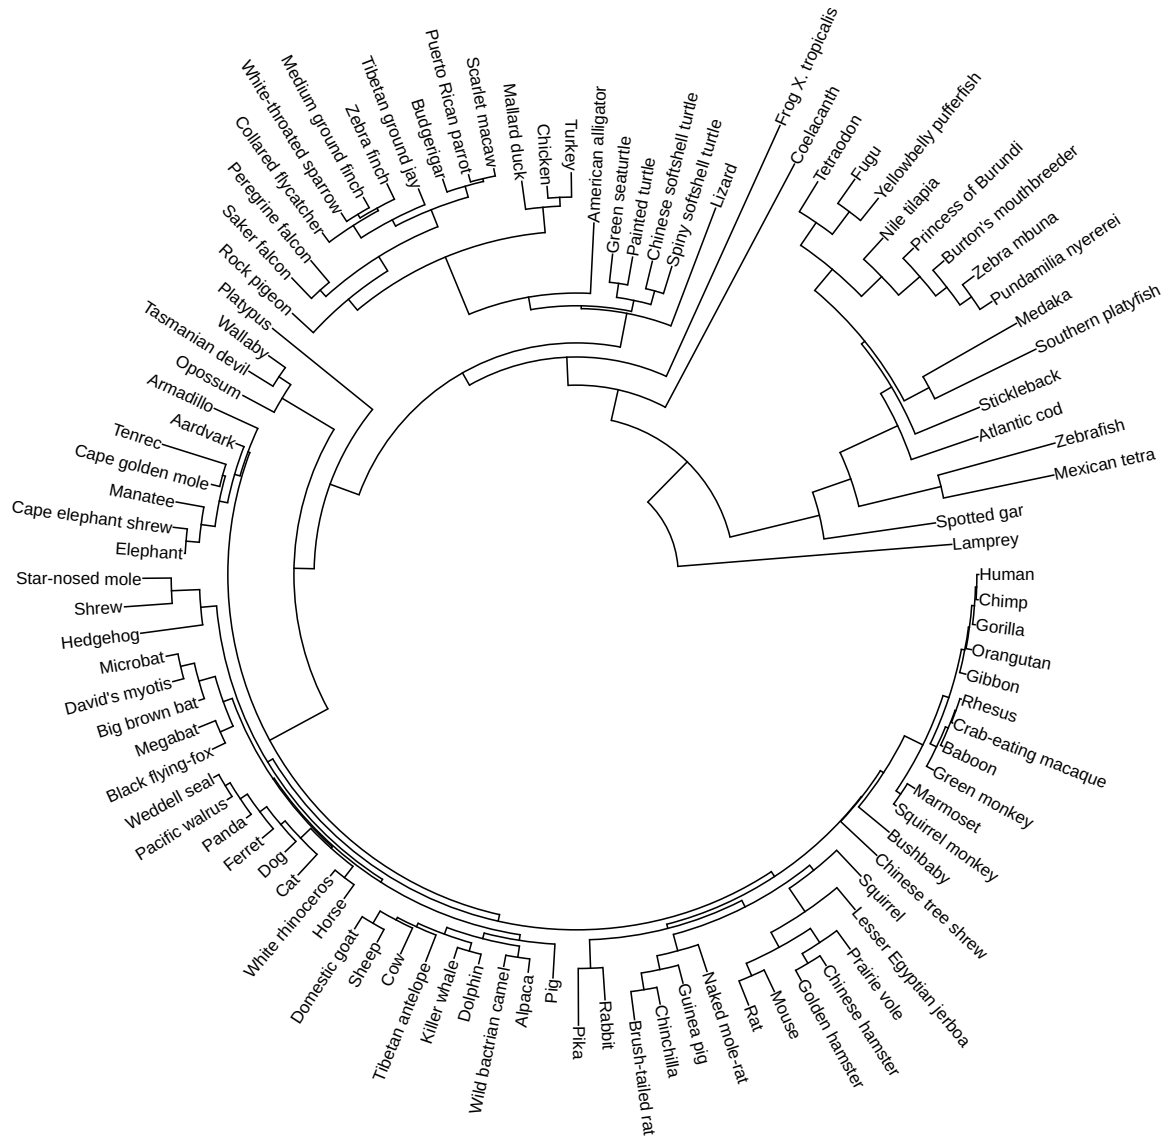 Human
Chimp
Gorilla
Orangutan
Gibbon
Rhesus
Crab-eating macaque
Baboon
Green monkey
Marmoset
Squirrel monkey
Bushbaby
Chinese tree shrew
Squirrel
Lesser Egyptian jerboa
Prairie vole
Chinese hamster
Golden hamster
Mouse
Rat
Naked mole-rat
Guinea pig
Chinchilla
Brush-tailed rat
Rabbit
Pika
Pig
Alpaca
Wild bactrian camel
Dolphin
Killer whale
Tibetan antelope
Cow
Sheep
Domestic goat
Horse
White rhinoceros
Cat
Dog
Ferret
Panda
Pacific walrus
Weddell seal
Black flying-fox
Megabat
Big brown bat
David's myotis
Microbat
Hedgehog
Shrew
Star-nosed mole
Elephant
Cape elephant shrew
Manatee
Cape golden mole
Tenrec
Aardvark
Armadillo
Opossum
Tasmanian devil
Wallaby
Platypus
Rock pigeon
Saker falcon
Peregrine falcon
Collared flycatcher
White-throated sparrow
Medium ground finch
Zebra finch
Tibetan ground jay
Budgerigar
Puerto Rican parrot
Scarlet macaw
Mallard duck
Chicken
Turkey
American alligator
Green seaturtle
Painted turtle
Chinese softshell turtle
Spiny softshell turtle
Lizard
Frog X. tropicalis
Coelacanth
Tetraodon
Fugu
Yellowbelly pufferfish
Nile tilapia
Princess of Burundi
Burton's mouthbreeder
Zebra mbuna
Pundamilia nyererei
Medaka
Southern platyfish
Stickleback
Atlantic cod
Zebrafish
Mexican tetra
Spotted gar
Lamprey